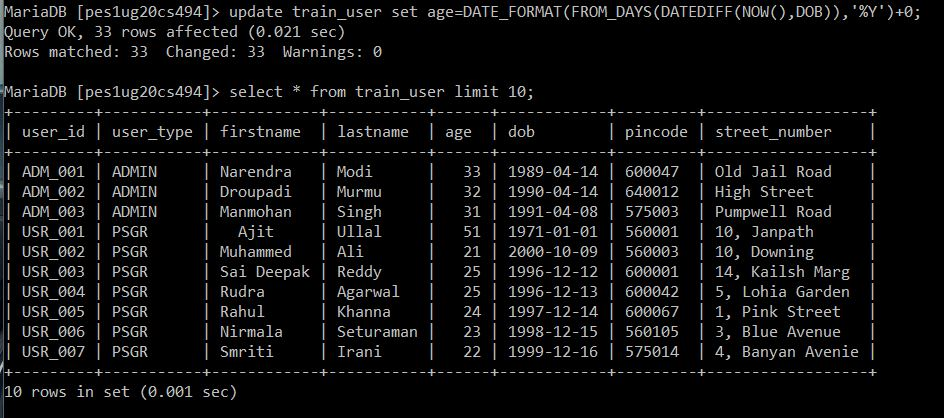 MariaDB [pes1ug20cs494]> update train_user set age=DATE_FORMAT(FROM_DAYS(DATEDIFF(NOW(),DOB)),'%Y')+0;
Query OK, 33 rows affected (0.021 sec)
Rows matched: 33  Changed: 33  Warnings: 0

MariaDB [pes1ug20cs494]> select * from train_user limit 10;
+---------+-----------+------------+-----------+-----+------------+---------+------------------+
| user_id | user_type | firstname  | lastname  | age | dob        | pincode | street_number    |
+---------+-----------+------------+-----------+-----+------------+---------+------------------+
| ADM_001 | ADMIN     | Narendra   | Modi      |  33 | 1989-04-14 | 600047  | Old Jail Road    |
| ADM_002 | ADMIN     | Droupadi   | Murmu     |  32 | 1990-04-14 | 640012  | High Street      |
| ADM_003 | ADMIN     | Manmohan   | Singh     |  31 | 1991-04-08 | 575003  | Pumpwell Road    |
| USR_001 | PSGR      |   Ajit     | Ullal     |  51 | 1971-01-01 | 560001  | 10, Janpath      |
| USR_002 | PSGR      | Muhammed   | Ali       |  21 | 2000-10-09 | 560003  | 10, Downing      |
| USR_003 | PSGR      | Sai Deepak | Reddy     |  25 | 1996-12-12 | 600001  | 14, Kailsh Marg  |
| USR_004 | PSGR      | Rudra      | Agarwal   |  25 | 1996-12-13 | 600042  | 5, Lohia Garden  |
| USR_005 | PSGR      | Rahul      | Khanna    |  24 | 1997-12-14 | 600067  | 1, Pink Street   |
| USR_006 | PSGR      | Nirmala    | Seturaman |  23 | 1998-12-15 | 560105  | 3, Blue Avenue   |
| USR_007 | PSGR      | Smriti     | Irani     |  22 | 1999-12-16 | 575014  | 4, Banyan Avenie |
+---------+-----------+------------+-----------+-----+------------+---------+------------------+
10 rows in set (0.001 sec)